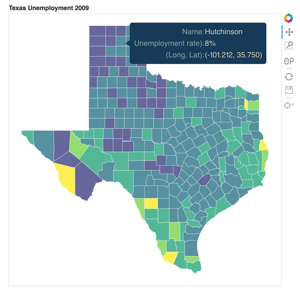 Texas Unemployment 2009
Name: Hutchinson
Unemployment rate): 8%
(Long, Lat): (-101.212, 35.750)